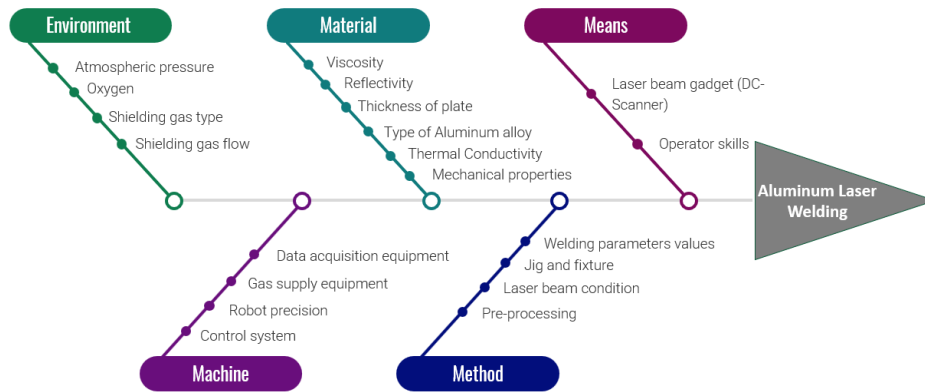 Environment
Material
Means
Atmospheric pressure
Oxygen
Shielding gas type
Shielding gas flow
Viscosity
Reflectivity
Thickness of plate
Type of Aluminum alloy
Thermal Conductivity
Mechanical properties
Laser beam gadget (DC-
Scanner)
Operator skills
Aluminum Laser
Welding
Data acquisition equipment
Gas supply equipment
Robot precision
Control system
Welding parameters values
Jig and fixture
Laser beam condition
Pre-processing
Machine
Method